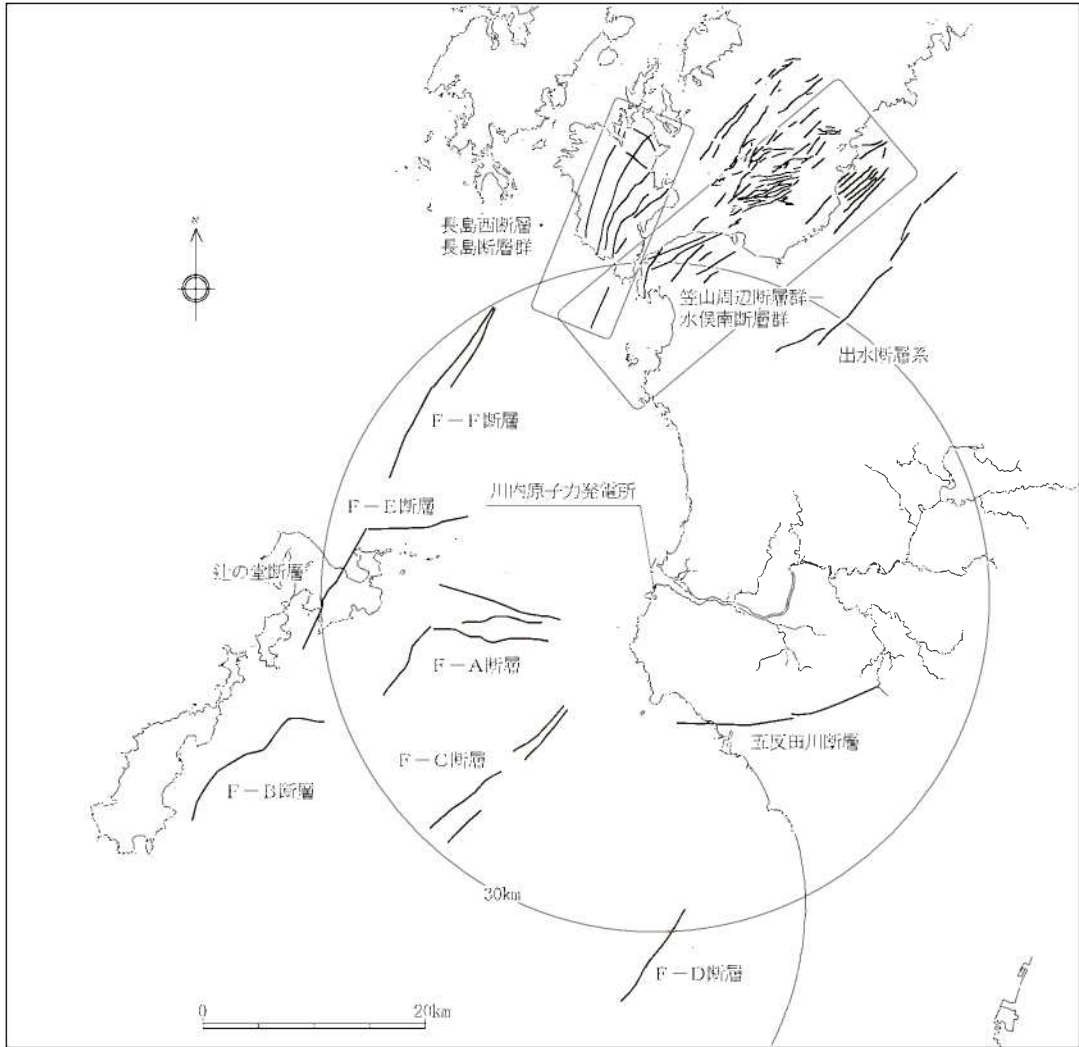 N
長島西断層・
長島断層群
笠山周辺断層群－
水俣南断層群
出水断層系
Ｆ－Ｆ断層
川内原子力発電所
Ｆ－Ｅ断層
辻の堂断層
Ｆ－Ａ断層
五反田川断層
Ｆ－Ｃ断層
Ｆ－Ｂ断層
30km
Ｆ－Ｄ断層
0
20km